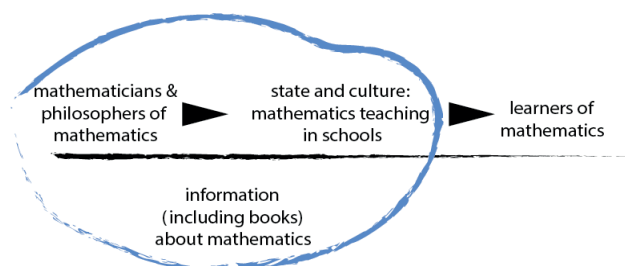 mathematicians &
philosophers of
mathematics
state and culture:
mathematics teaching
in schools
learners of
mathematics
information
(including books)
about mathematics